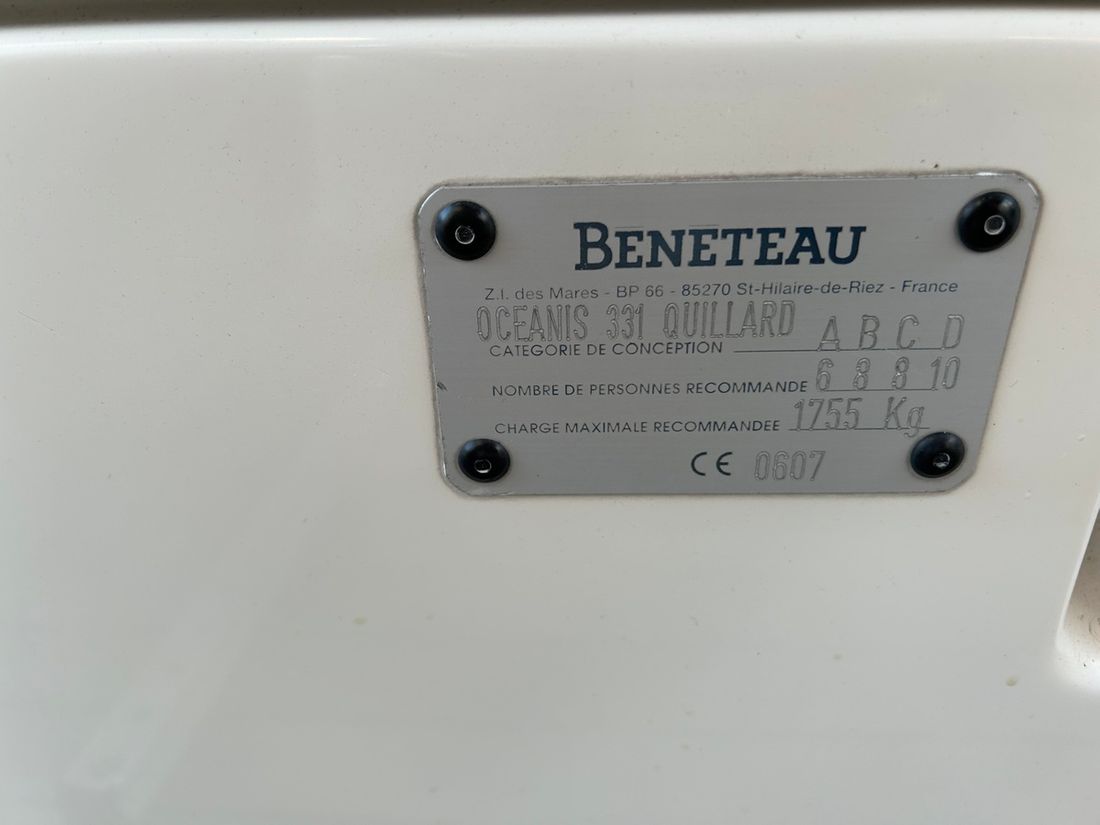 BENETEAU
Z.I. des Mares - BP 66 - 85270 St-Hilaire-de-Riez - France
OCEANIS 331 QUILLARD
CATEGORIE DE CONCEPTION A B C D
NOMBRE DE PERSONNES RECOMMANDE 6 8 8 10
CHARGE MAXIMALE RECOMMANDEE 1755 Kg
CE 0607